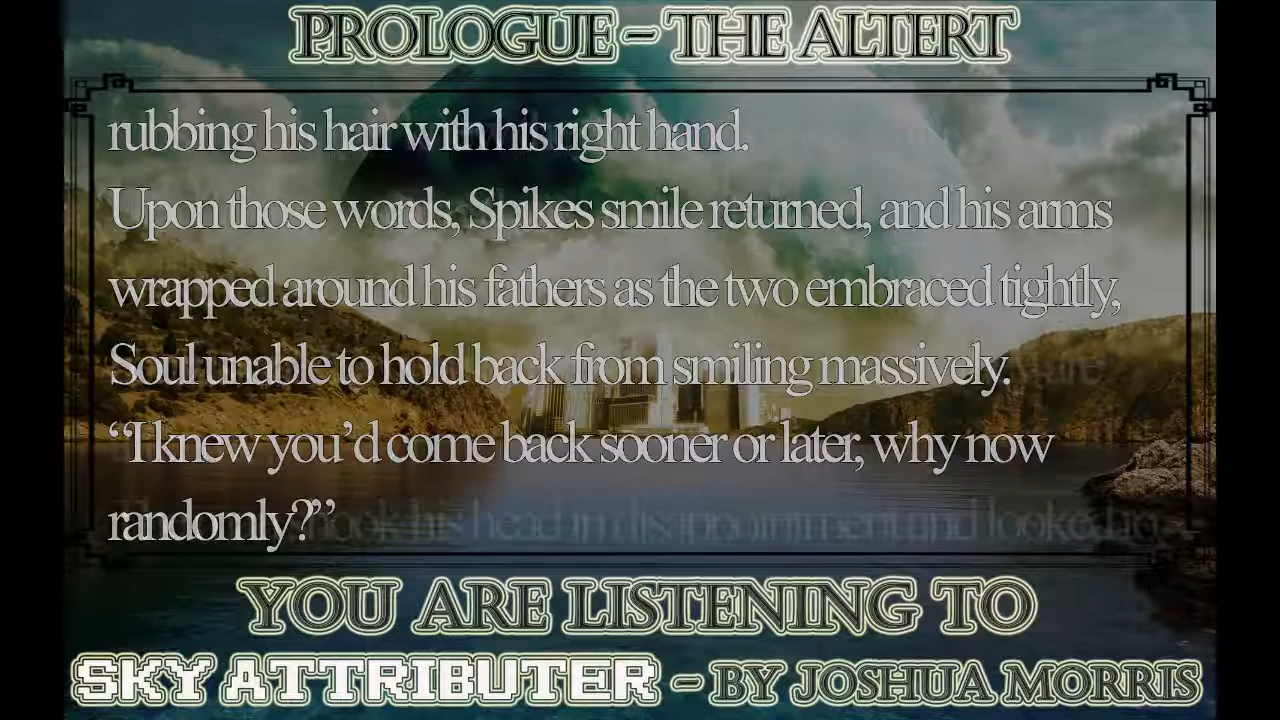 PROLOGUE - THE ALTERT
rubbing his hair with his right hand.
Upon those words, Spikes smile returned, and his arms
wrapped around his fathers as the two embraced tightly,
Soul unable to hold back from smiling massively.
“I knew you’d come back sooner or later, why now
randomly?”
YOU ARE LISTENING TO
SKY ATTRIBUTER - BY JOSHUA MORRIS